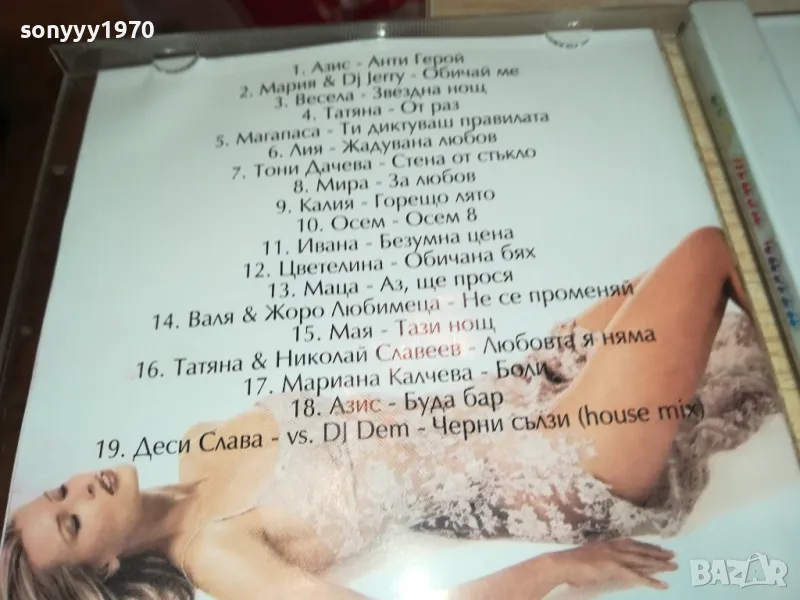 sonyyy1970
1. Азис - Анти Герой
2. Мария & Dj Jerry - Обичай ме
3. Весела - Звездна нощ
4. Татяна - От раз
5. Магапаса - Ти диктуваш правилата
6. Лия - Жадувана любов
7. Тони Дачева - Стена от стъкло
8. Мира - За любов
9. Калия - Горещо лято
10. Осем - Осем 8
11. Ивана - Безумна цена
12. Цветелина - Обичана бях
13. Маца - Аз, ще прося
14. Валя & Жоро Любимеца - Не се променяй
15. Мая - Тази нощ
16. Татяна & Николай Славеев - Любовта я няма
17. Мариана Калчева - Боли
18. Азис - Буда бар
19. Деси Слава - vs. DJ Dem - Черни сълзи (house mix)
BAZAR